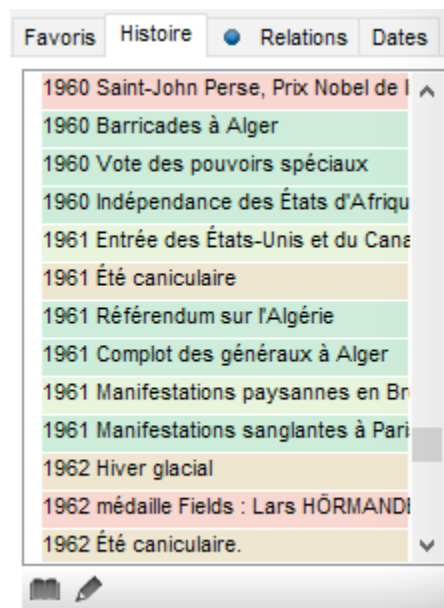 Favoris Histoire Relations Dates
1960 Saint-John Perse, Prix Nobel de l
1960 Barricades à Alger
1960 Vote des pouvoirs spéciaux
1960 Indépendance des États d'Afriqu
1961 Entrée des États-Unis et du Cana
1961 Été caniculaire
1961 Référendum sur l'Algérie
1961 Complot des généraux à Alger
1961 Manifestations paysannes en Br
1961 Manifestations sanglantes à Pari
1962 Hiver glacial
1962 médaille Fields : Lars HÖRMAND
1962 Été caniculaire.